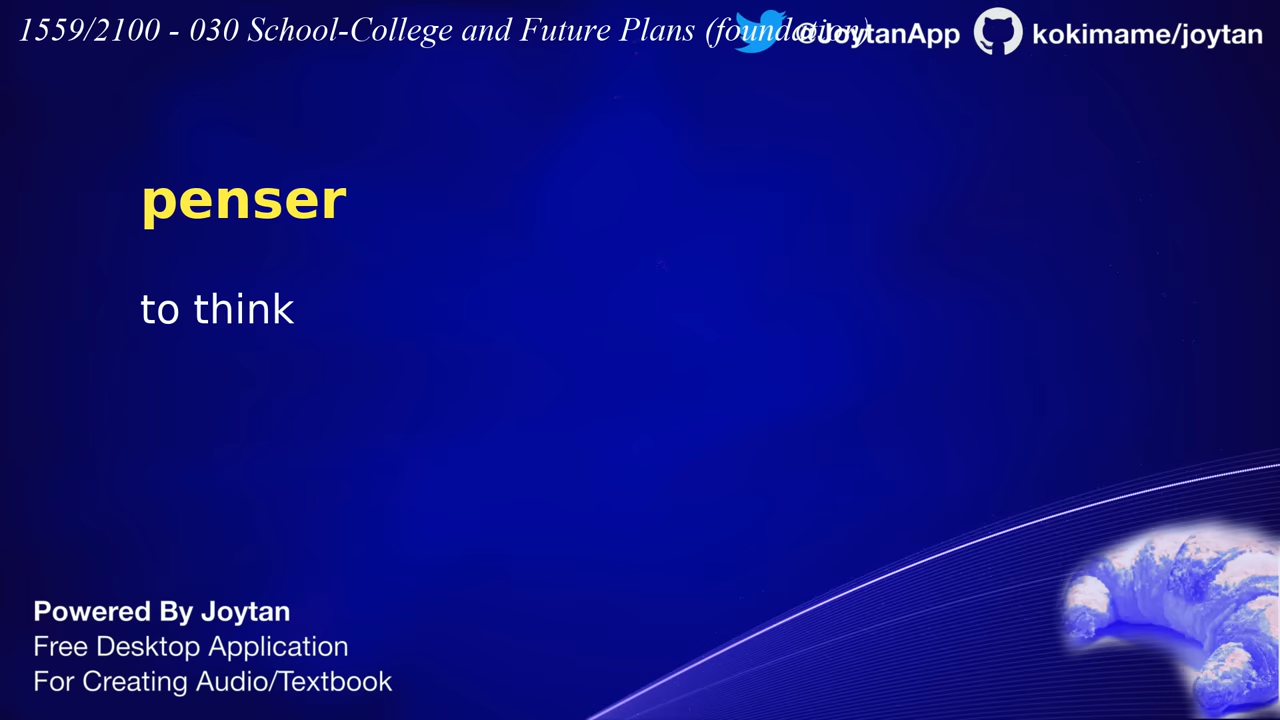 1559/2100 - 030 School-College and Future Plans (foundation)
@JoytanApp kokimame/joytan
penser
to think
Powered By Joytan
Free Desktop Application
For Creating Audio/Textbook